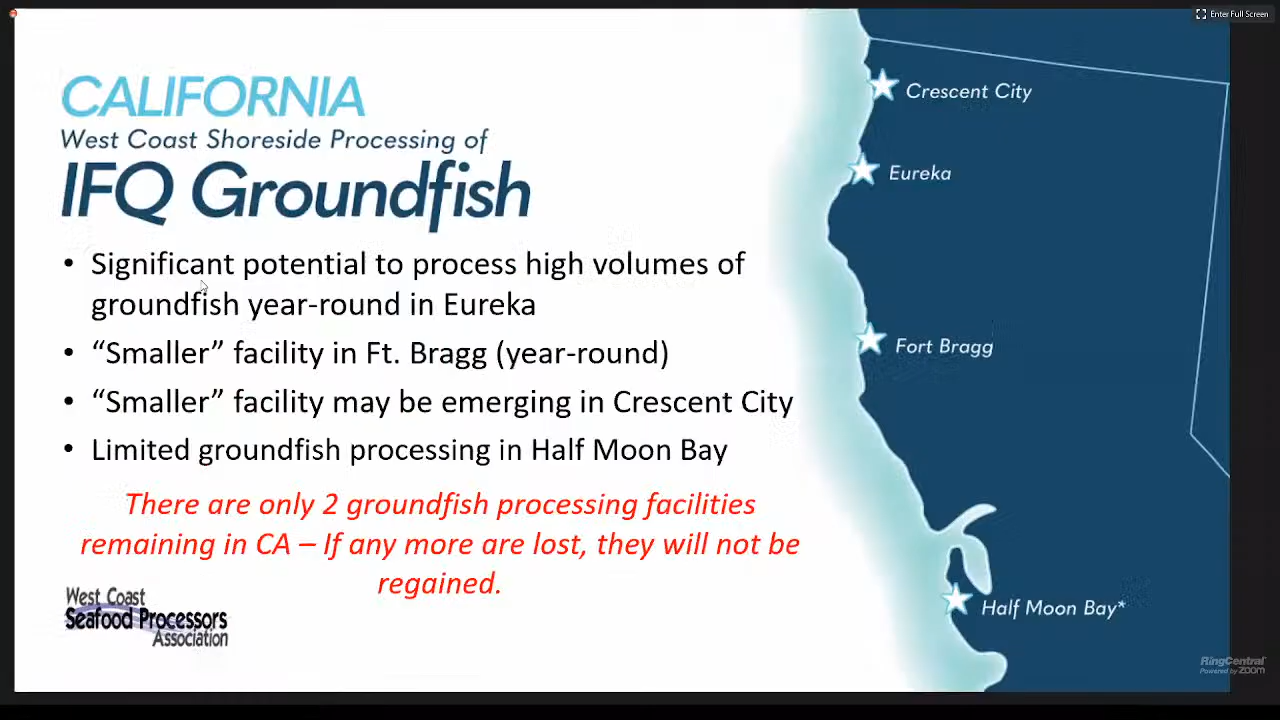 Enter Full Screen
CALIFORNIA
West Coast Shoreside Processing of
IFQ Groundfish
• Significant potential to process high volumes of
groundfish year-round in Eureka
• “Smaller” facility in Ft. Bragg (year-round)
• “Smaller” facility may be emerging in Crescent City
• Limited groundfish processing in Half Moon Bay
There are only 2 groundfish processing facilities
remaining in CA – If any more are lost, they will not be
regained.
West Coast
Seafood Processors
Association
Crescent City
Eureka
Fort Bragg
Half Moon Bay*
RingCentral
Powered by zoom